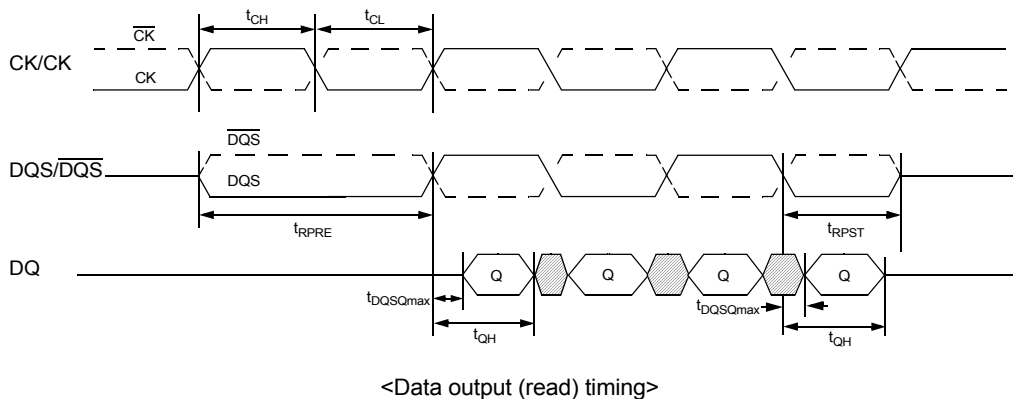 tCH tCL
CK
CK/CK
CK
DQS
DQS/DQS
DQS
tRPRE tRPST
DQ
Q Q Q Q
tDQSQmax tDQSQmax
tQH tQH
<Data output (read) timing>